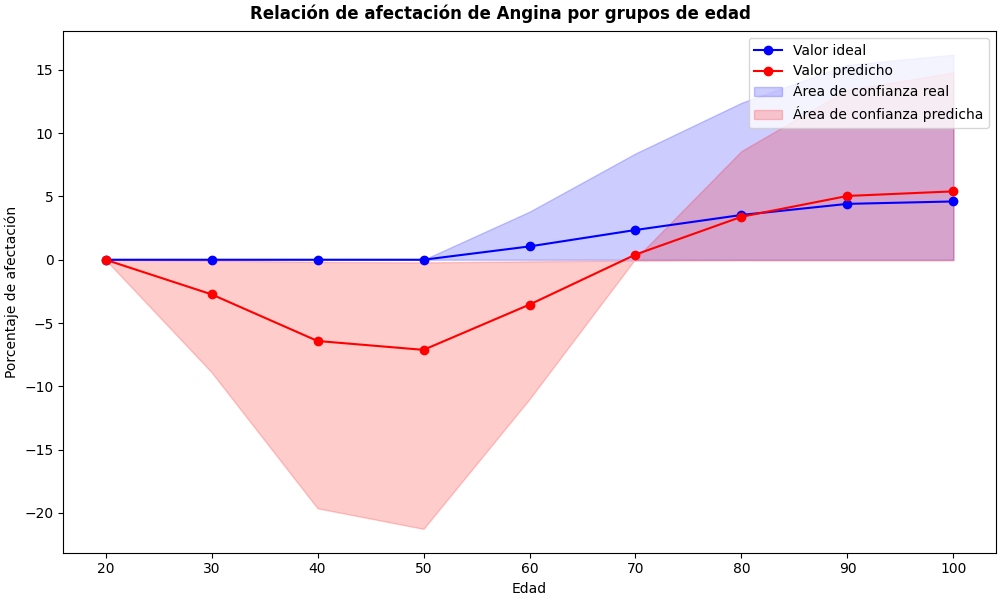 Relación de afectación de Angina por grupos de edad
Valor ideal
Valor predicho
Área de confianza real
Área de confianza predicha
Porcentaje de afectación
15
10
5
0
−5
−10
−15
−20
20 30 40 50 60 70 80 90 100
Edad